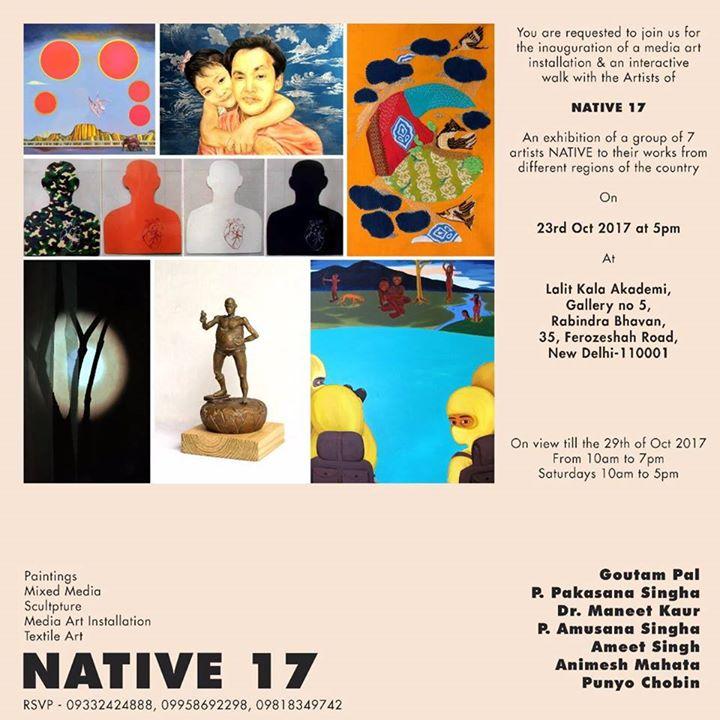 You are requested to join us for
the inauguration of a media art
installation & an interactive
walk with the Artists of
NATIVE 17
An exhibition of a group of 7
artists NATIVE to their works from
different regions of the country
On
23rd Oct 2017 at 5pm
At
Lalit Kala Akademi,
Gallery no 5,
Rabindra Bhavan,
35, Ferozeshah Road,
New Delhi-110001
On view till the 29th of Oct 2017
From 10am to 7pm
Saturdays 10am to 5pm
Paintings
Mixed Media
Scultpture
Media Art Installation
Textile Art
NATIVE 17
RSVP - 09332424888, 09958692298, 09818349742
Goutam Pal
P. Pakasana Singha
Dr. Maneet Kaur
P. Amusana Singha
Ameet Singh
Animesh Mahata
Punyo Chobin